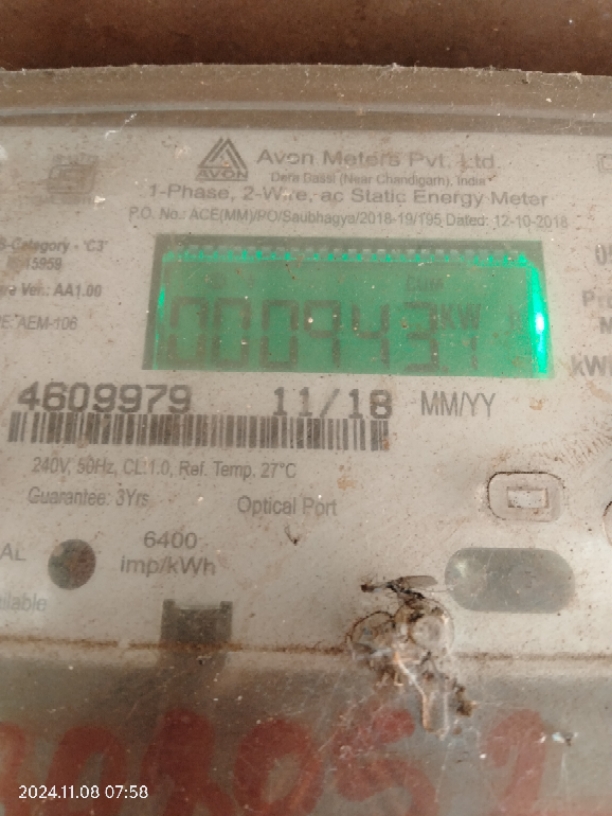 AVON
Avon Meters Pvt. Ltd.
Dera Bassi (Near Chandigarh), India
1-Phase, 2-Wire, ac Static Energy Meter
P.O. No.: ACE(MM)/PO/Saubhagya/2018-19/195 Dated: 12-10-2018
S-Category - 'C3'
15959
Ver.: AA1.00
AEM-106
CUM
000943 kW
kWh
4609979 11/18 MM/YY
240V, 50Hz, CL:1.0, Ref. Temp. 27°C
Guarantee: 3Yrs
Optical Port
6400
imp/kWh
2024.11.08 07:58